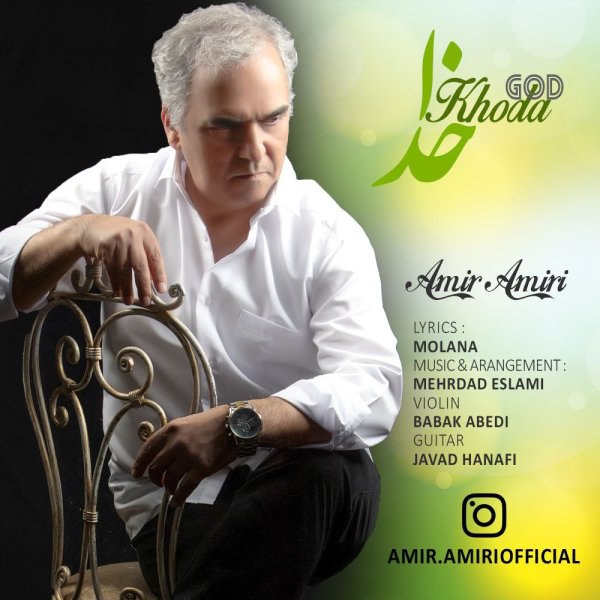 خدا
GOD
Khoda
Amir Amiri
LYRICS :
MOLANA
MUSIC & ARANGEMENT :
MEHRDAD ESLAMI
VIOLIN
BABAK ABEDI
GUITAR
JAVAD HANAFI
AMIR.AMIRIOFFICIAL